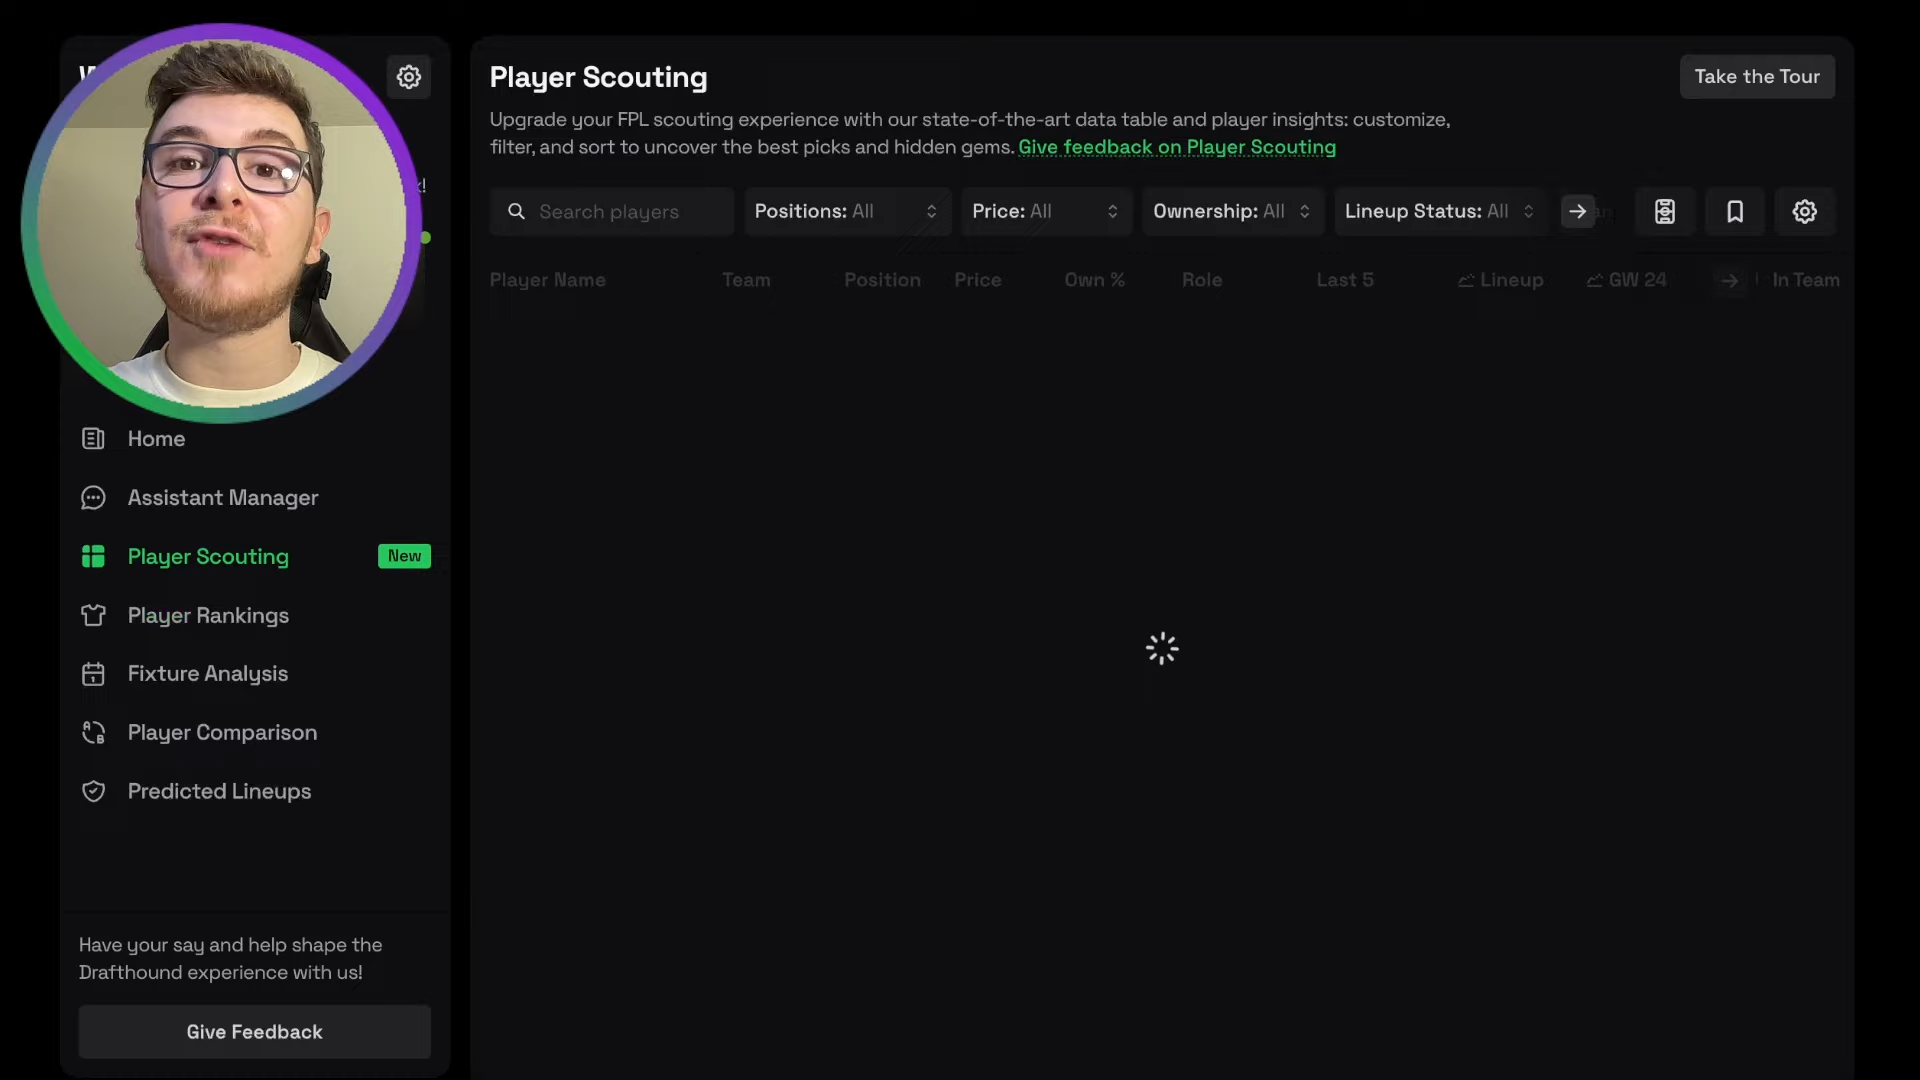 Player Scouting
Take the Tour
Upgrade your FPL scouting experience with our state-of-the-art data table and player insights: customize,
filter, and sort to uncover the best picks and hidden gems. Give feedback on Player Scouting
Search players
Positions: All
Price: All
Ownership: All
Lineup Status: All
Player Name
Team
Position
Price
Own %
Role
Last 5
Lineup
GW 24
In Team
Home
Assistant Manager
Player Scouting
New
Player Rankings
Fixture Analysis
Player Comparison
Predicted Lineups
Have your say and help shape the
Drafthound experience with us!
Give Feedback